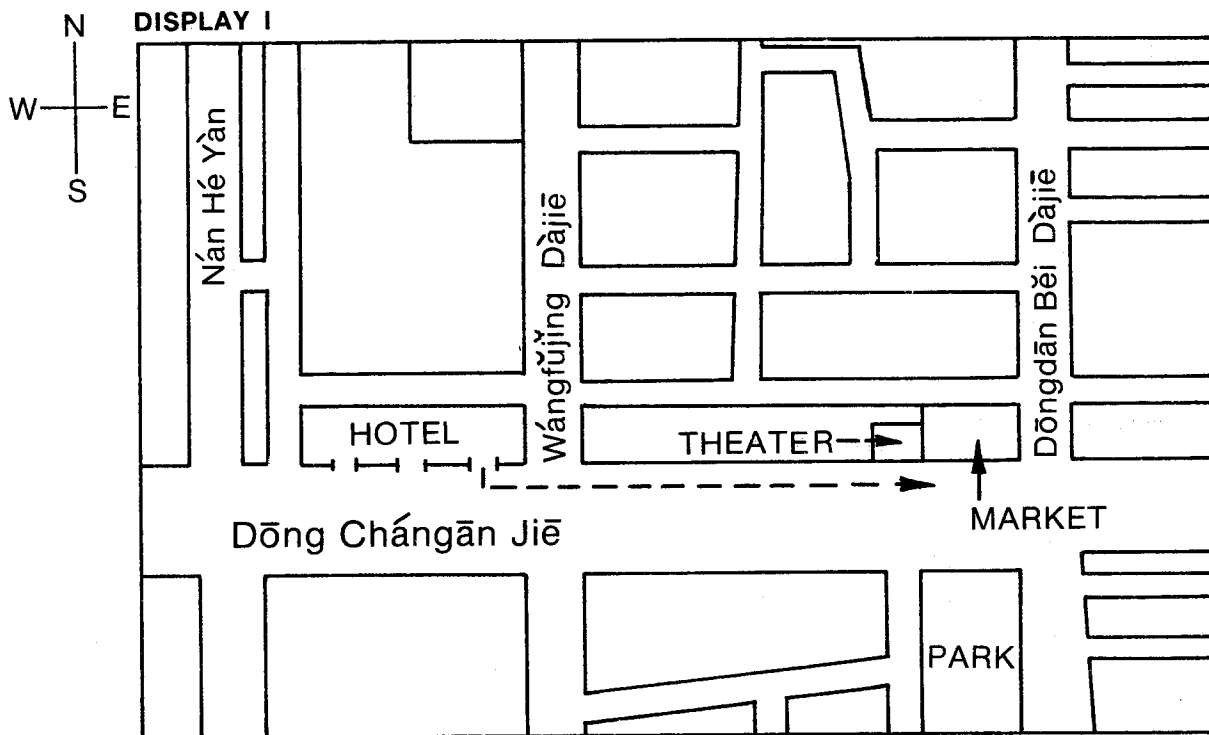 DISPLAY I
N
W E
S
Nán Hé Yàn
Wángfǔjǐng Dàjiē
Dōngdān Běi Dàjiē
HOTEL
THEATER
MARKET
Dōng Chángān Jiē
PARK